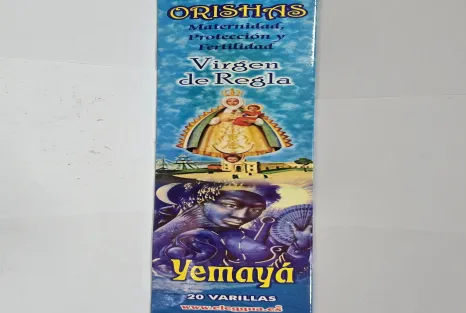 ORISHAS
Maternidad,
Protección y
Fertilidad
Virgen
de Regla
Yemayá
20 VARILLAS